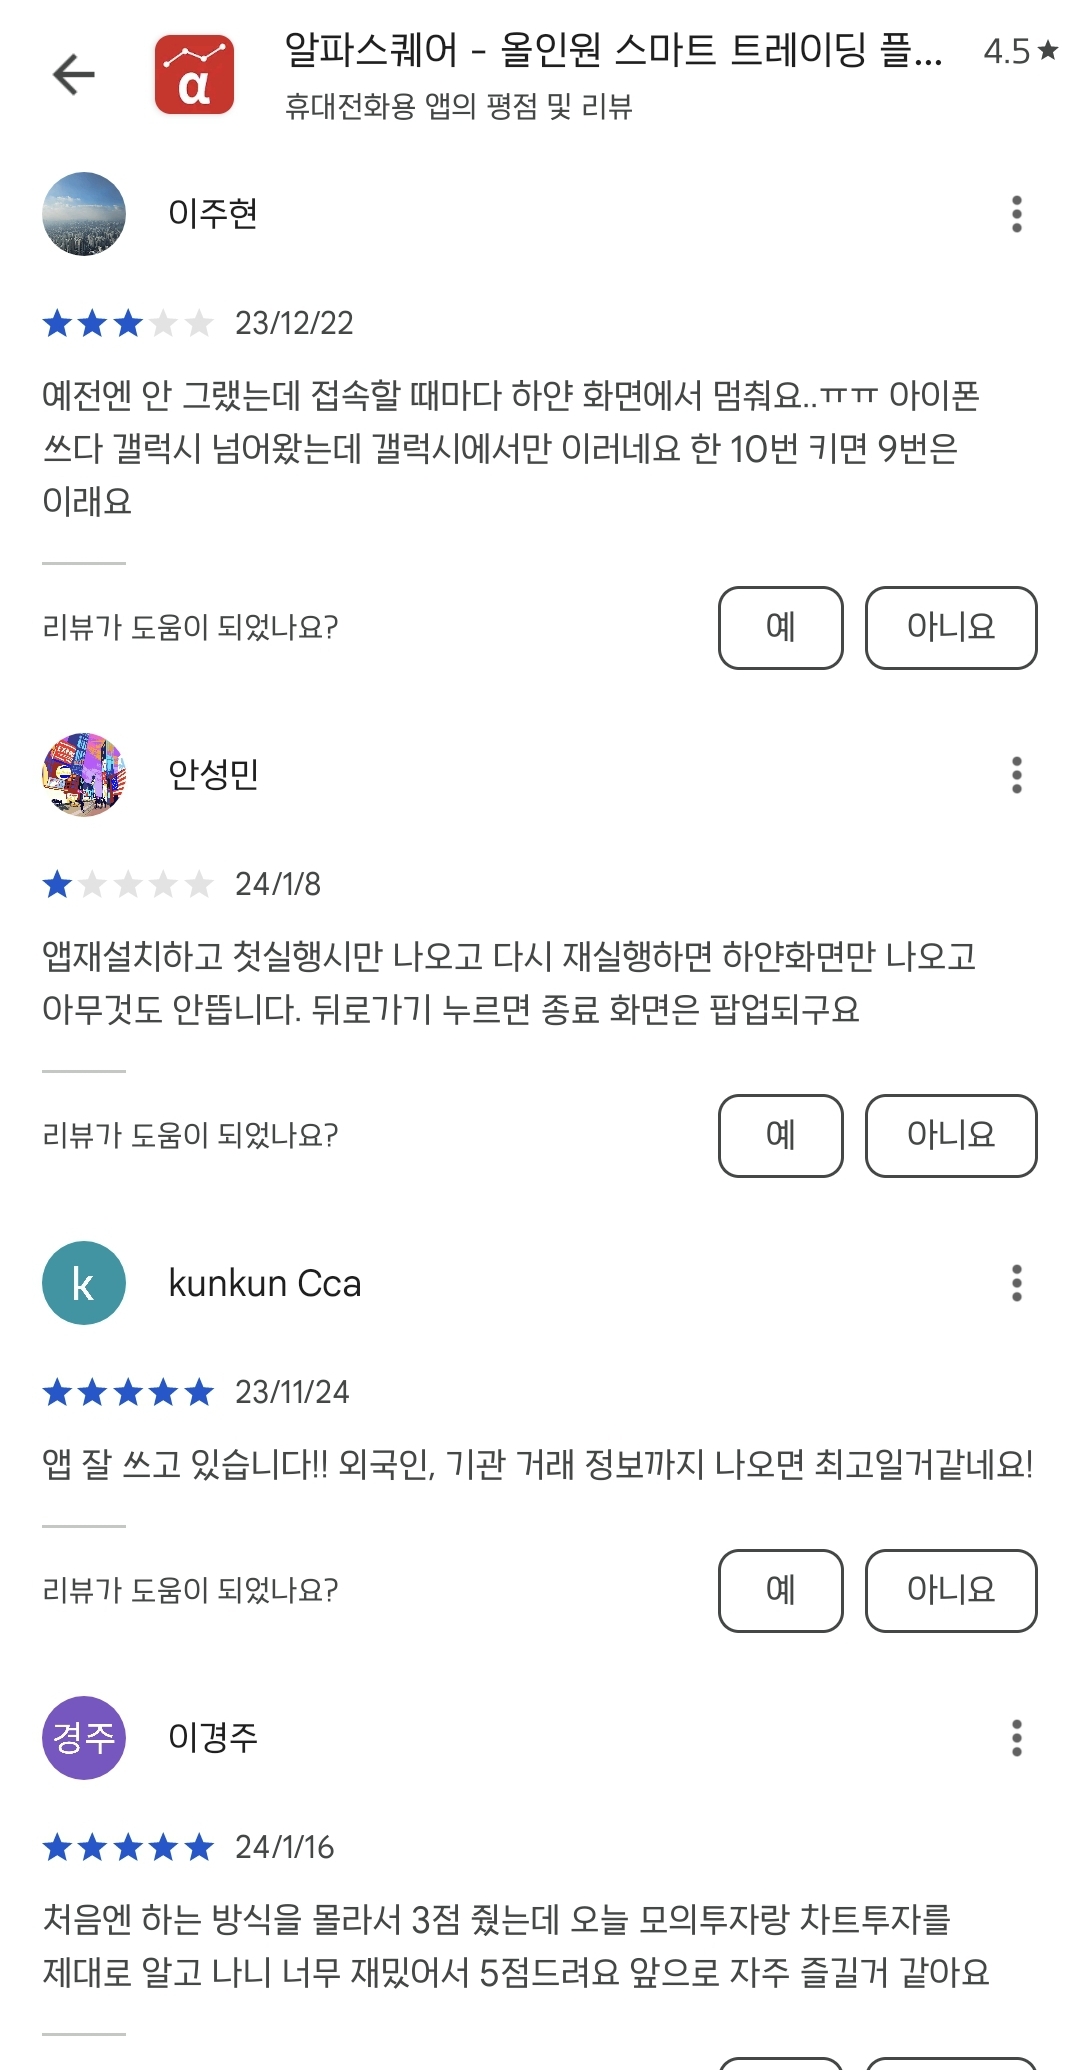 알파스퀘어 - 올인원 스마트 트레이딩 플...
4.5★
휴대전화용 앱의 평점 및 리뷰
α
이주현
23/12/22
예전엔 안 그랬는데 접속할 때마다 하얀 화면에서 멈춰요..ㅠㅠ 아이폰
쓰다 갤럭시 넘어왔는데 갤럭시에서만 이러네요 한 10번 키면 9번은
이래요
리뷰가 도움이 되었나요?
예
아니요
안성민
24/1/8
앱재설치하고 첫실행시만 나오고 다시 재실행하면 하얀화면만 나오고
아무것도 안뜹니다. 뒤로가기 누르면 종료 화면은 팝업되구요
리뷰가 도움이 되었나요?
예
아니요
k
kunkun Cca
23/11/24
앱 잘 쓰고 있습니다!! 외국인, 기관 거래 정보까지 나오면 최고일거같네요!
리뷰가 도움이 되었나요?
예
아니요
경주
이경주
24/1/16
처음엔 하는 방식을 몰라서 3점 줬는데 오늘 모의투자랑 차트투자를
제대로 알고 나니 너무 재밌어서 5점드려요 앞으로 자주 즐길거 같아요